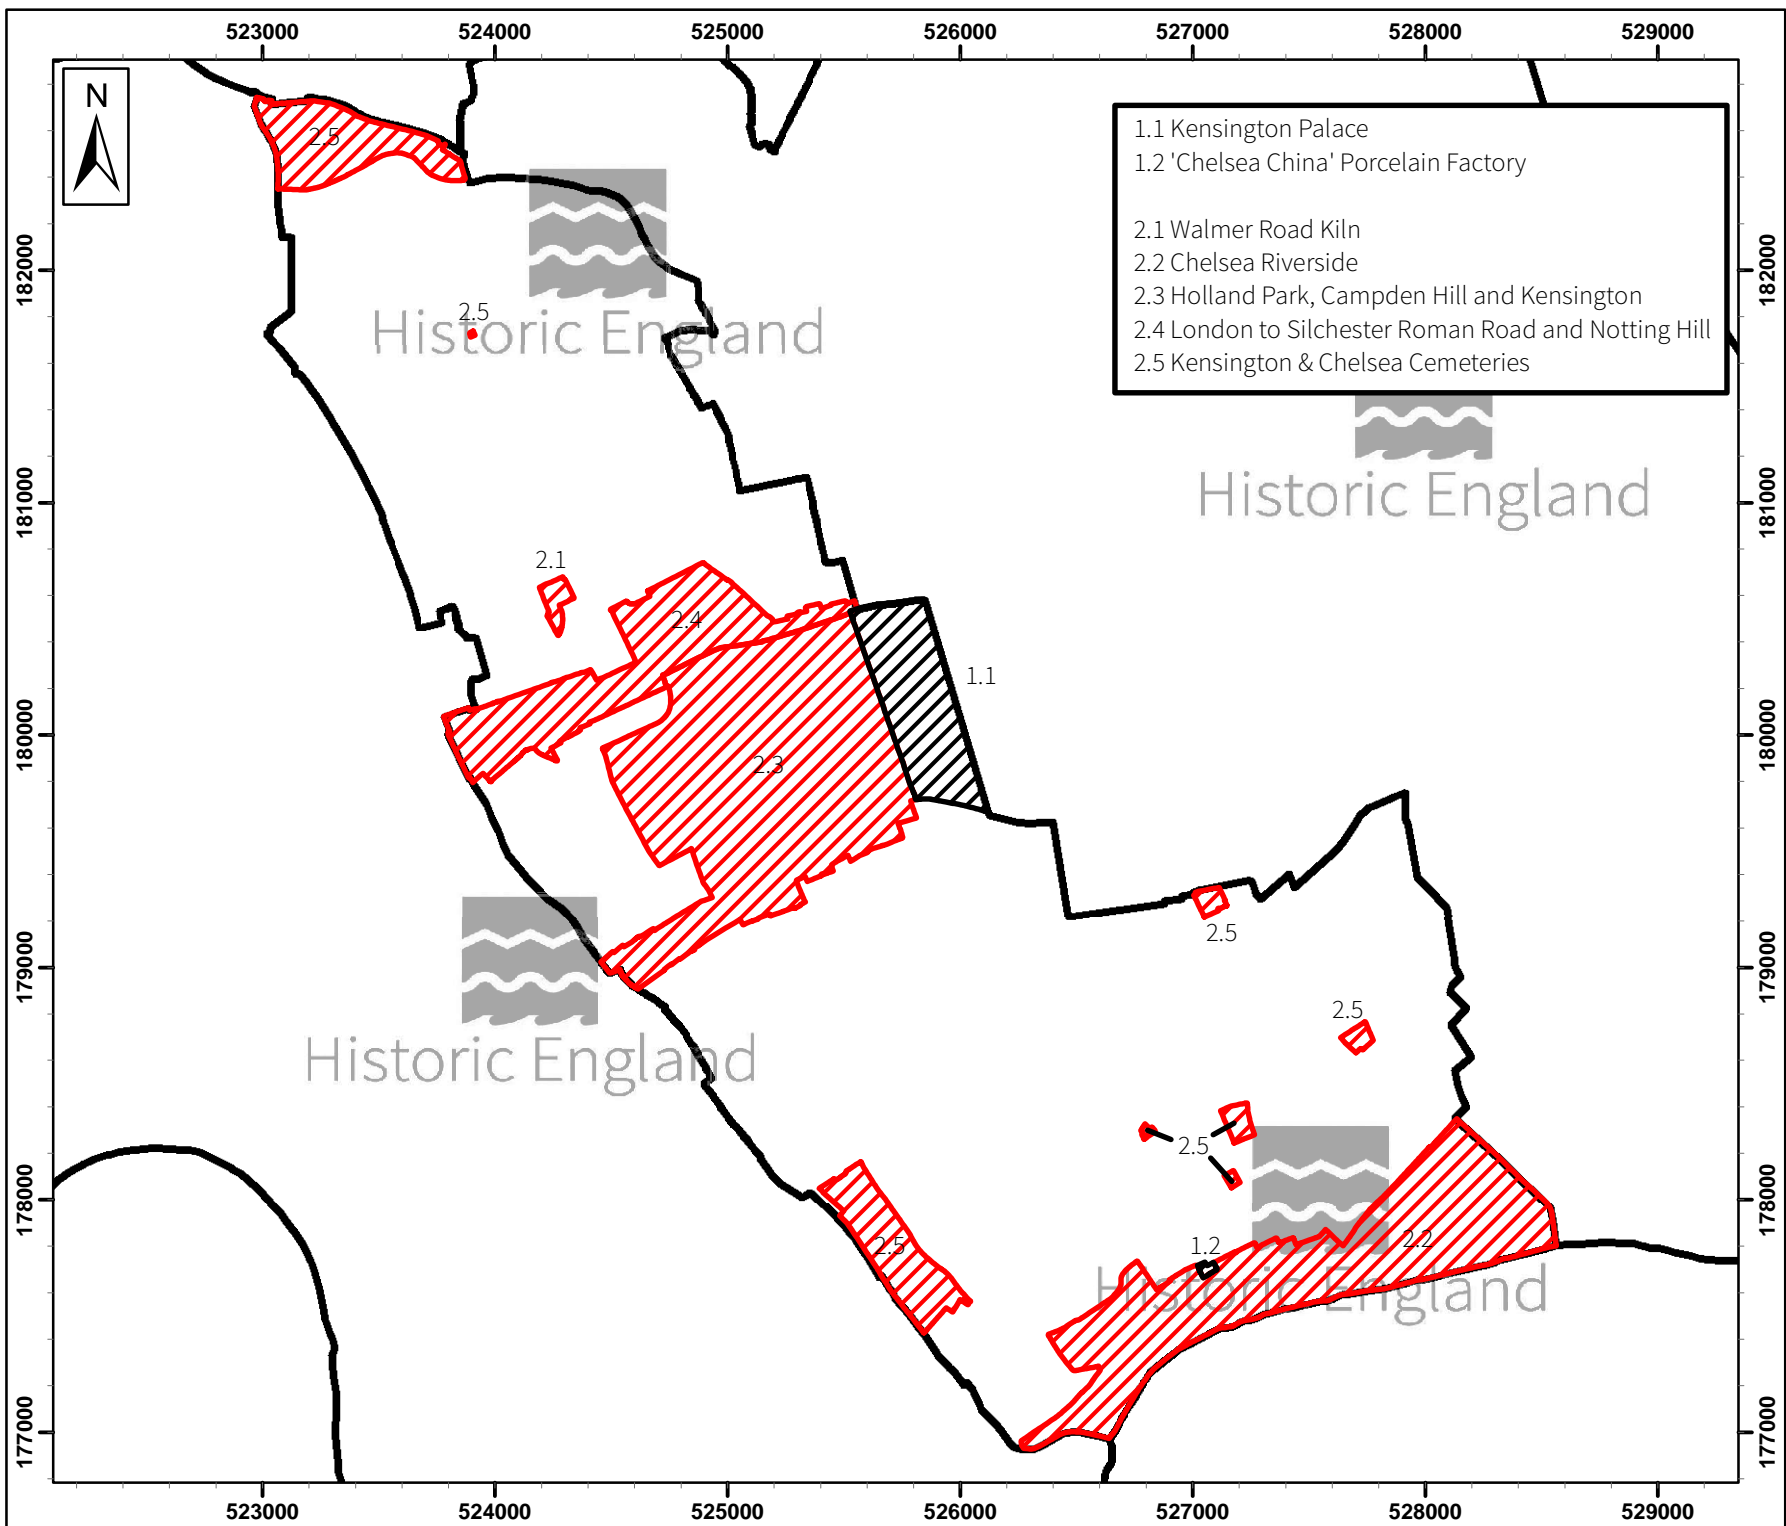 523000 524000 525000 526000 527000 528000 529000
N
1.1 Kensington Palace
1.2 'Chelsea China' Porcelain Factory
2.1 Walmer Road Kiln
2.2 Chelsea Riverside
2.3 Holland Park, Campden Hill and Kensington
2.4 London to Silchester Roman Road and Notting Hill
2.5 Kensington & Chelsea Cemeteries
2.5
182000
182000
2.5
Historic England
181000
Historic England
181000
2.1
2.4
1.1
180000
180000
2.3
2.5
179000
179000
2.5
Historic England
2.5
178000
178000
2.5
1.2
2.2
Historic England
177000
177000
523000 524000 525000 526000 527000 528000 529000